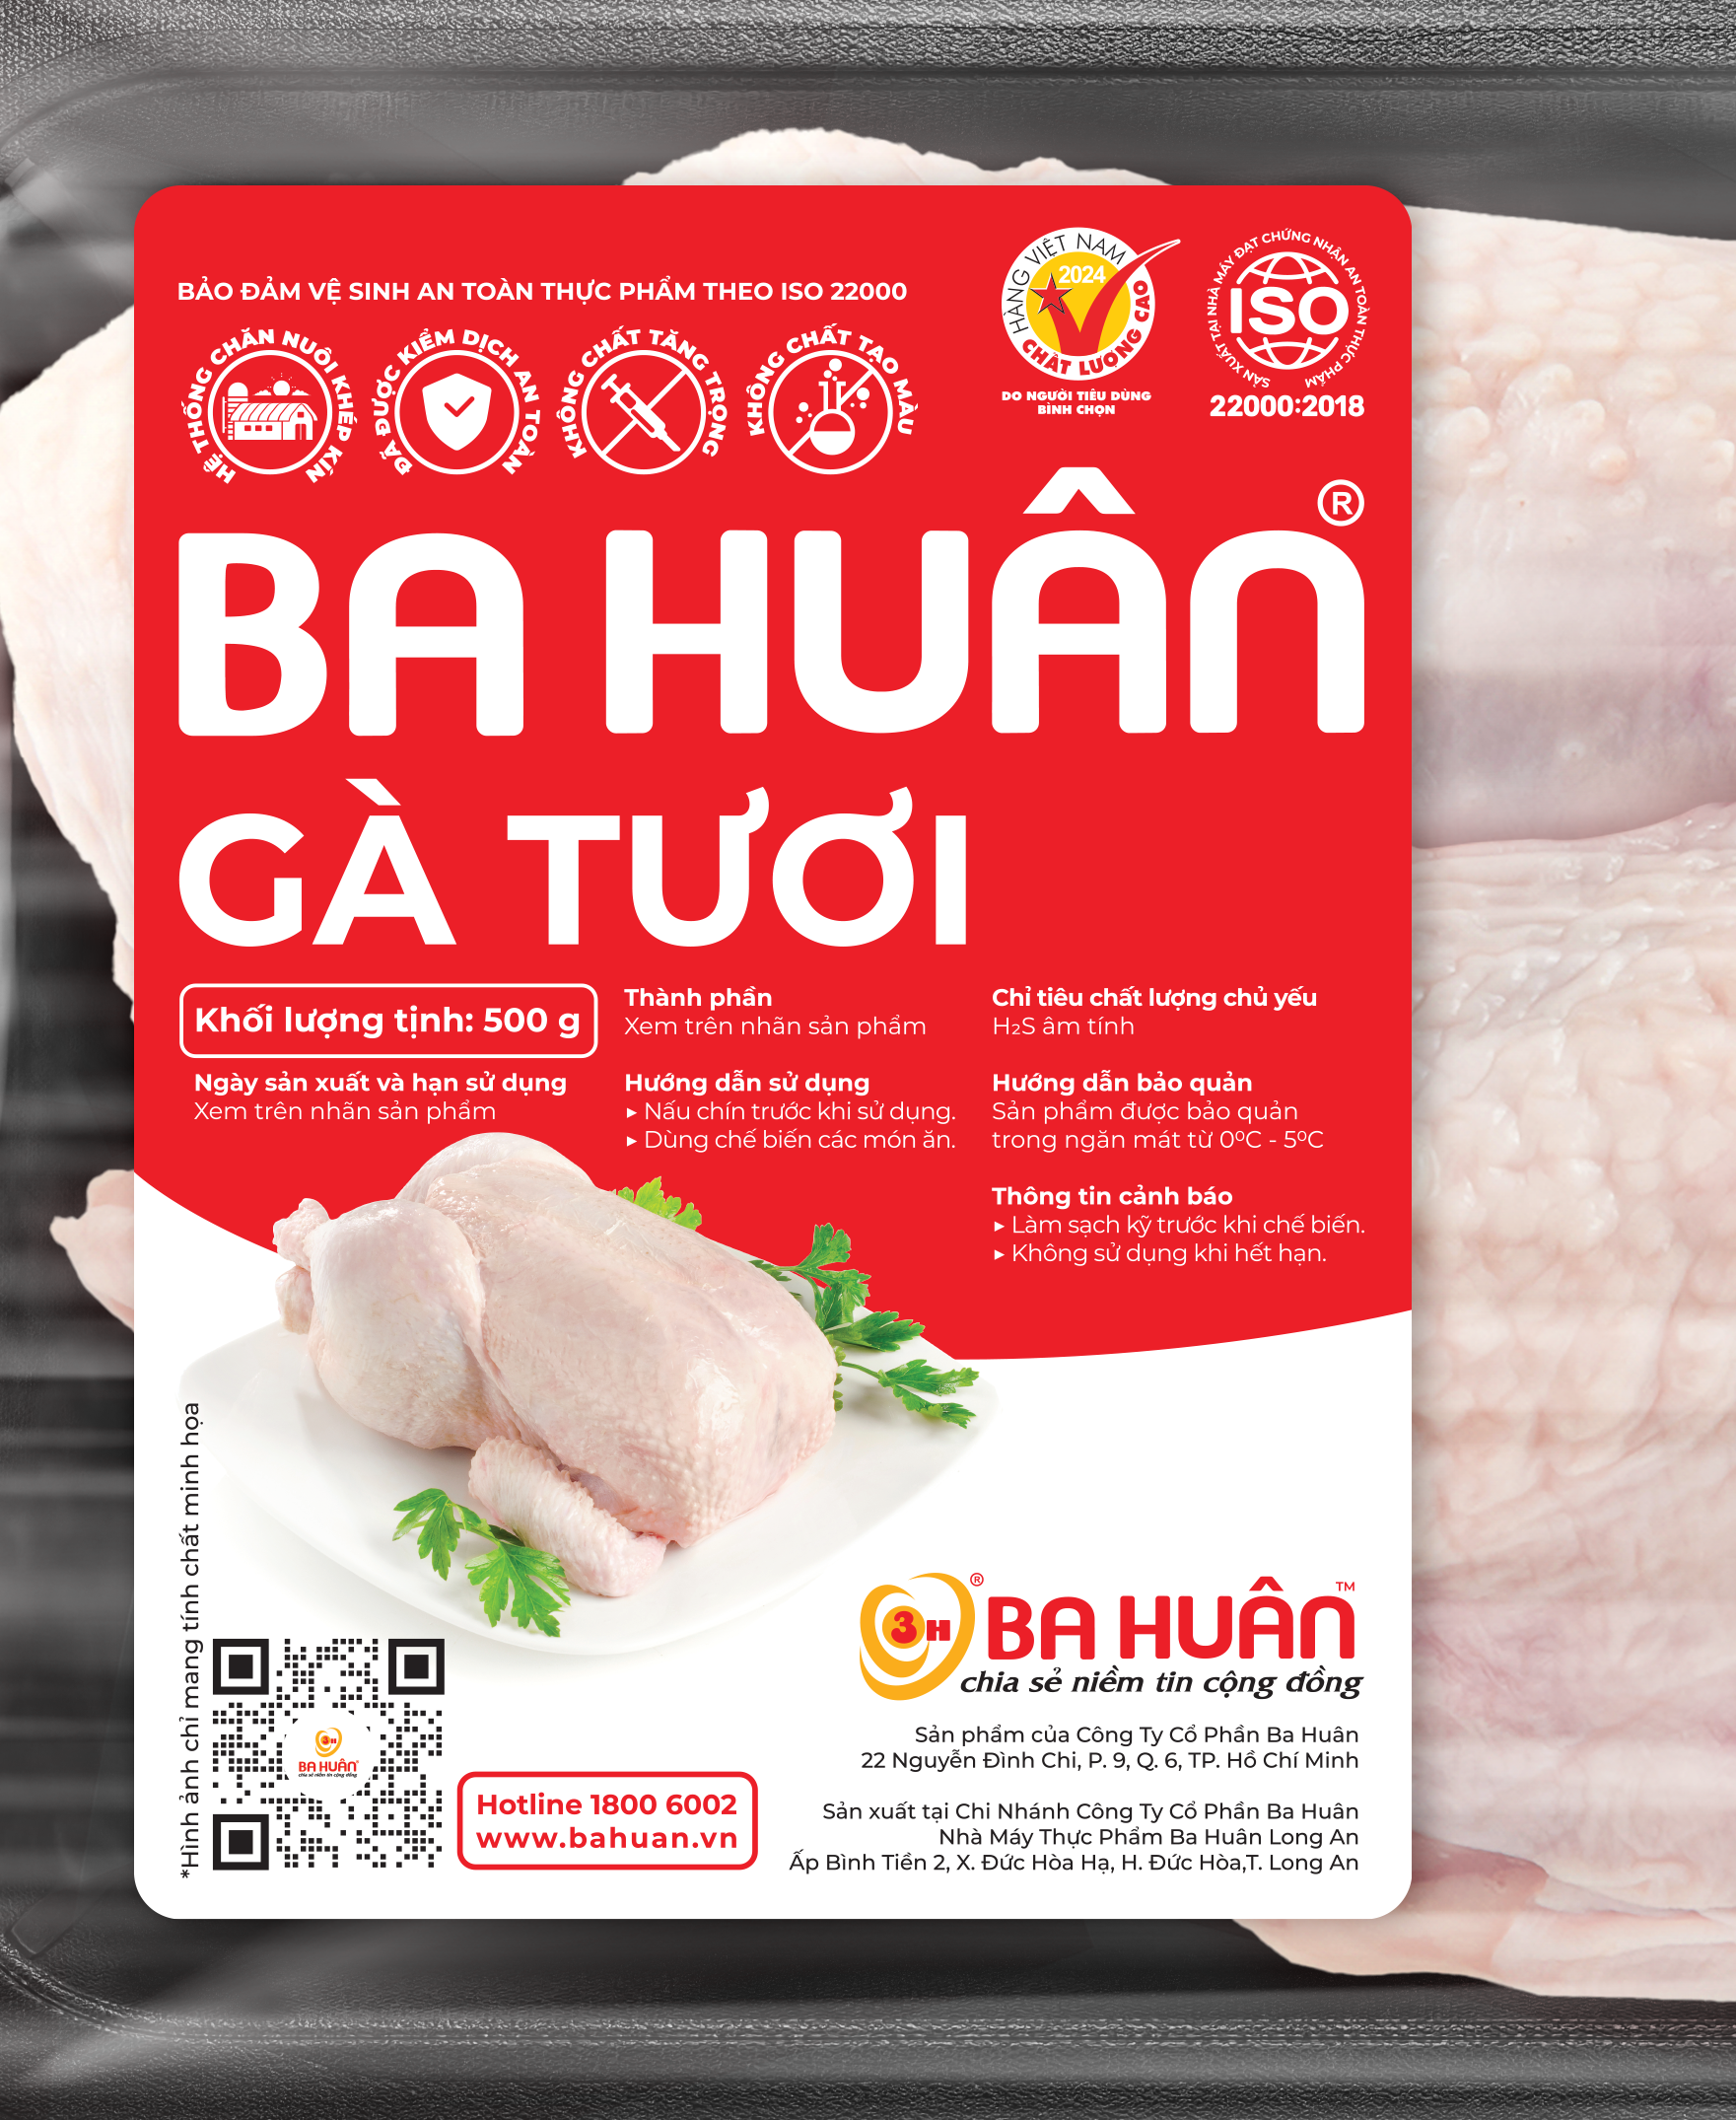 BẢO ĐẢM VỆ SINH AN TOÀN THỰC PHẨM THEO ISO 22000
HỆ THỐNG CHĂN NUÔI KHÉP KÍN
ĐÃ ĐƯỢC KIỂM DỊCH AN TOÀN
KHÔNG CHẤT TĂNG TRỌNG
KHÔNG CHẤT TẠO MÀU
HÀNG VIỆT NAM
2024
CHẤT LƯỢNG CAO
DO NGƯỜI TIÊU DÙNG
BÌNH CHỌN
SẢN XUẤT TẠI NHÀ MÁY ĐẠT CHỨNG NHẬN AN TOÀN THỰC PHẨM
ISO
22000:2018
BA HUÂN®
GÀ TƯƠI
Khối lượng tịnh: 500 g
Ngày sản xuất và hạn sử dụng
Xem trên nhãn sản phẩm
Thành phần
Xem trên nhãn sản phẩm
Hướng dẫn sử dụng
▸ Nấu chín trước khi sử dụng.
▸ Dùng chế biến các món ăn.
Chỉ tiêu chất lượng chủ yếu
H₂S âm tính
Hướng dẫn bảo quản
Sản phẩm được bảo quản
trong ngăn mát từ 0⁰C - 5⁰C
Thông tin cảnh báo
▸ Làm sạch kỹ trước khi chế biến.
▸ Không sử dụng khi hết hạn.
*Hình ảnh chỉ mang tính chất minh họa
3H
BA HUÂN®
chia sẻ niềm tin cộng đồng
Hotline 1800 6002
www.bahuan.vn
3H ® BA HUÂN™
chia sẻ niềm tin cộng đồng
Sản phẩm của Công Ty Cổ Phần Ba Huân
22 Nguyễn Đình Chi, P. 9, Q. 6, TP. Hồ Chí Minh
Sản xuất tại Chi Nhánh Công Ty Cổ Phần Ba Huân
Nhà Máy Thực Phẩm Ba Huân Long An
Ấp Bình Tiền 2, X. Đức Hòa Hạ, H. Đức Hòa,T. Long An